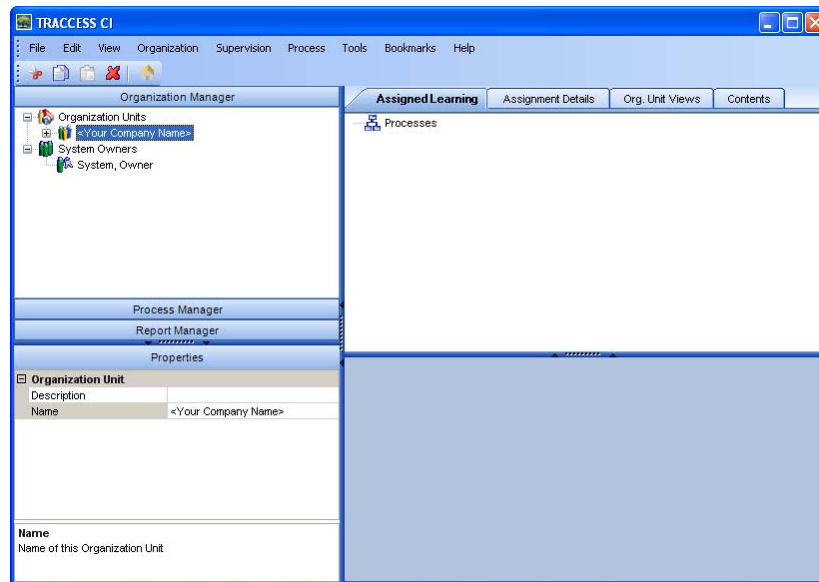 TRACCESS CI
File Edit View Organization Supervision Process Tools Bookmarks Help
Organization Manager
Organization Units
<Your Company Name>
System Owners
System, Owner
Process Manager
Report Manager
Properties
Organization Unit
Description
Name <Your Company Name>
Name
Name of this Organization Unit
Assigned Learning Assignment Details Org. Unit Views Contents
Processes